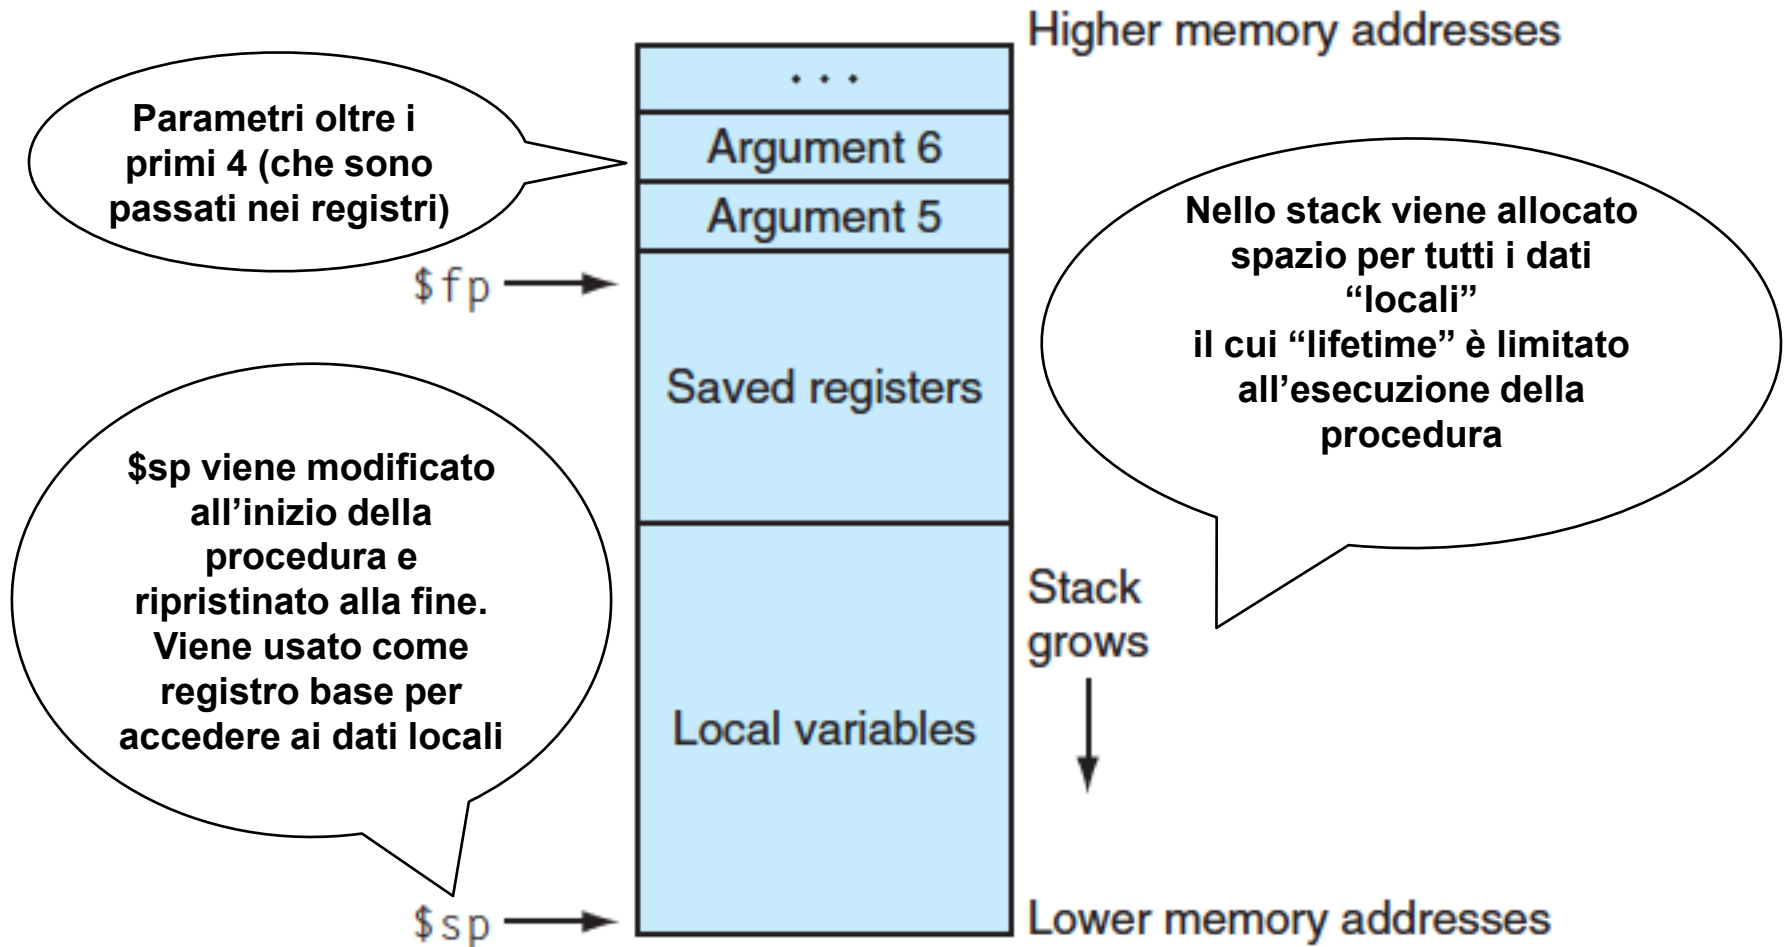 Higher memory addresses
. . .
Parametri oltre i
primi 4 (che sono
passati nei registri)
Argument 6
Argument 5
$fp
Nello stack viene allocato
spazio per tutti i dati
“locali”
il cui “lifetime” è limitato
all’esecuzione della
procedura
Saved registers
$sp viene modificato
all’inizio della
procedura e
ripristinato alla fine.
Viene usato come
registro base per
accedere ai dati locali
Stack
grows
Local variables
$sp
Lower memory addresses